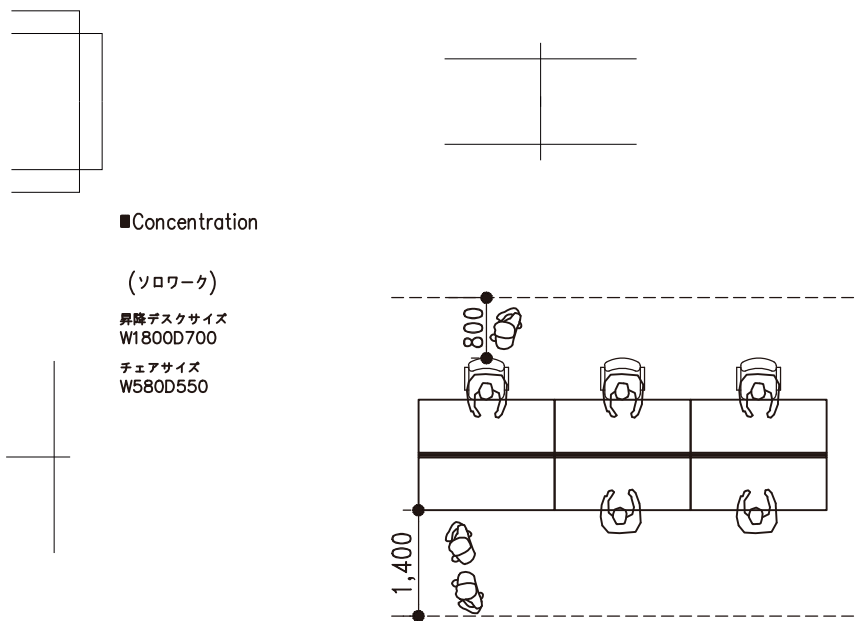 ■Concentration
(ソロワーク)
昇降デスクサイズ
W1800D700
チェアサイズ
W580D550
800
1,400